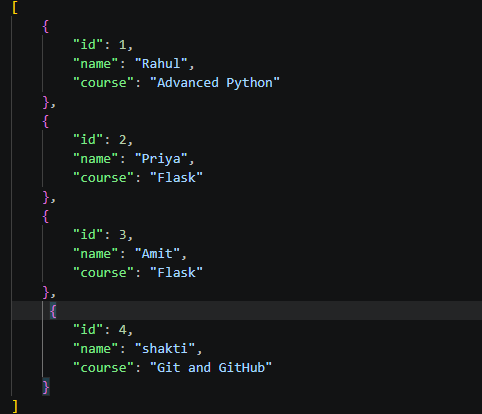 [
    {
        "id": 1,
        "name": "Rahul",
        "course": "Advanced Python"
    },
    {
        "id": 2,
        "name": "Priya",
        "course": "Flask"
    },
    {
        "id": 3,
        "name": "Amit",
        "course": "Flask"
    },
     {
        "id": 4,
        "name": "shakti",
        "course": "Git and GitHub"
    }
]